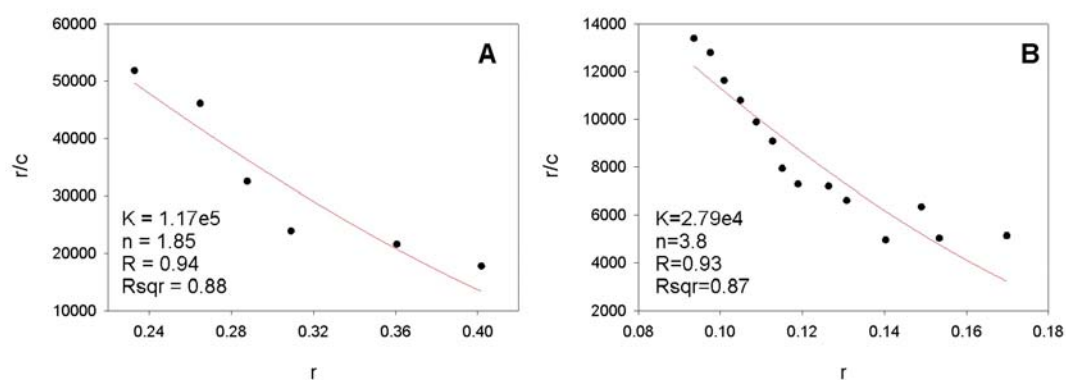 A
r/c
60000
50000
40000
30000
20000
10000
K = 1.17e5
n = 1.85
R = 0.94
Rsqr = 0.88
0.24 0.28 0.32 0.36 0.40
r
B
r/c
14000
12000
10000
8000
6000
4000
2000
K=2.79e4
n=3.8
R=0.93
Rsqr=0.87
0.08 0.10 0.12 0.14 0.16 0.18
r